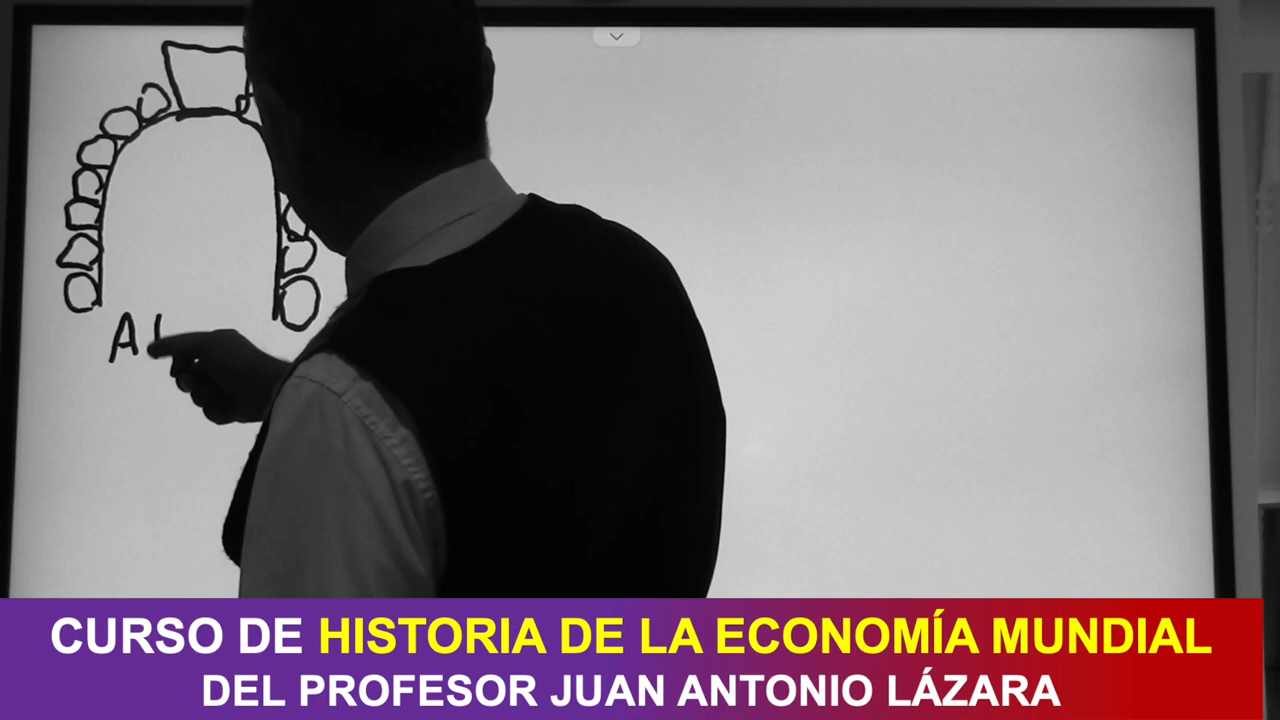 A
CURSO DE HISTORIA DE LA ECONOMÍA MUNDIAL
DEL PROFESOR JUAN ANTONIO LÁZARA